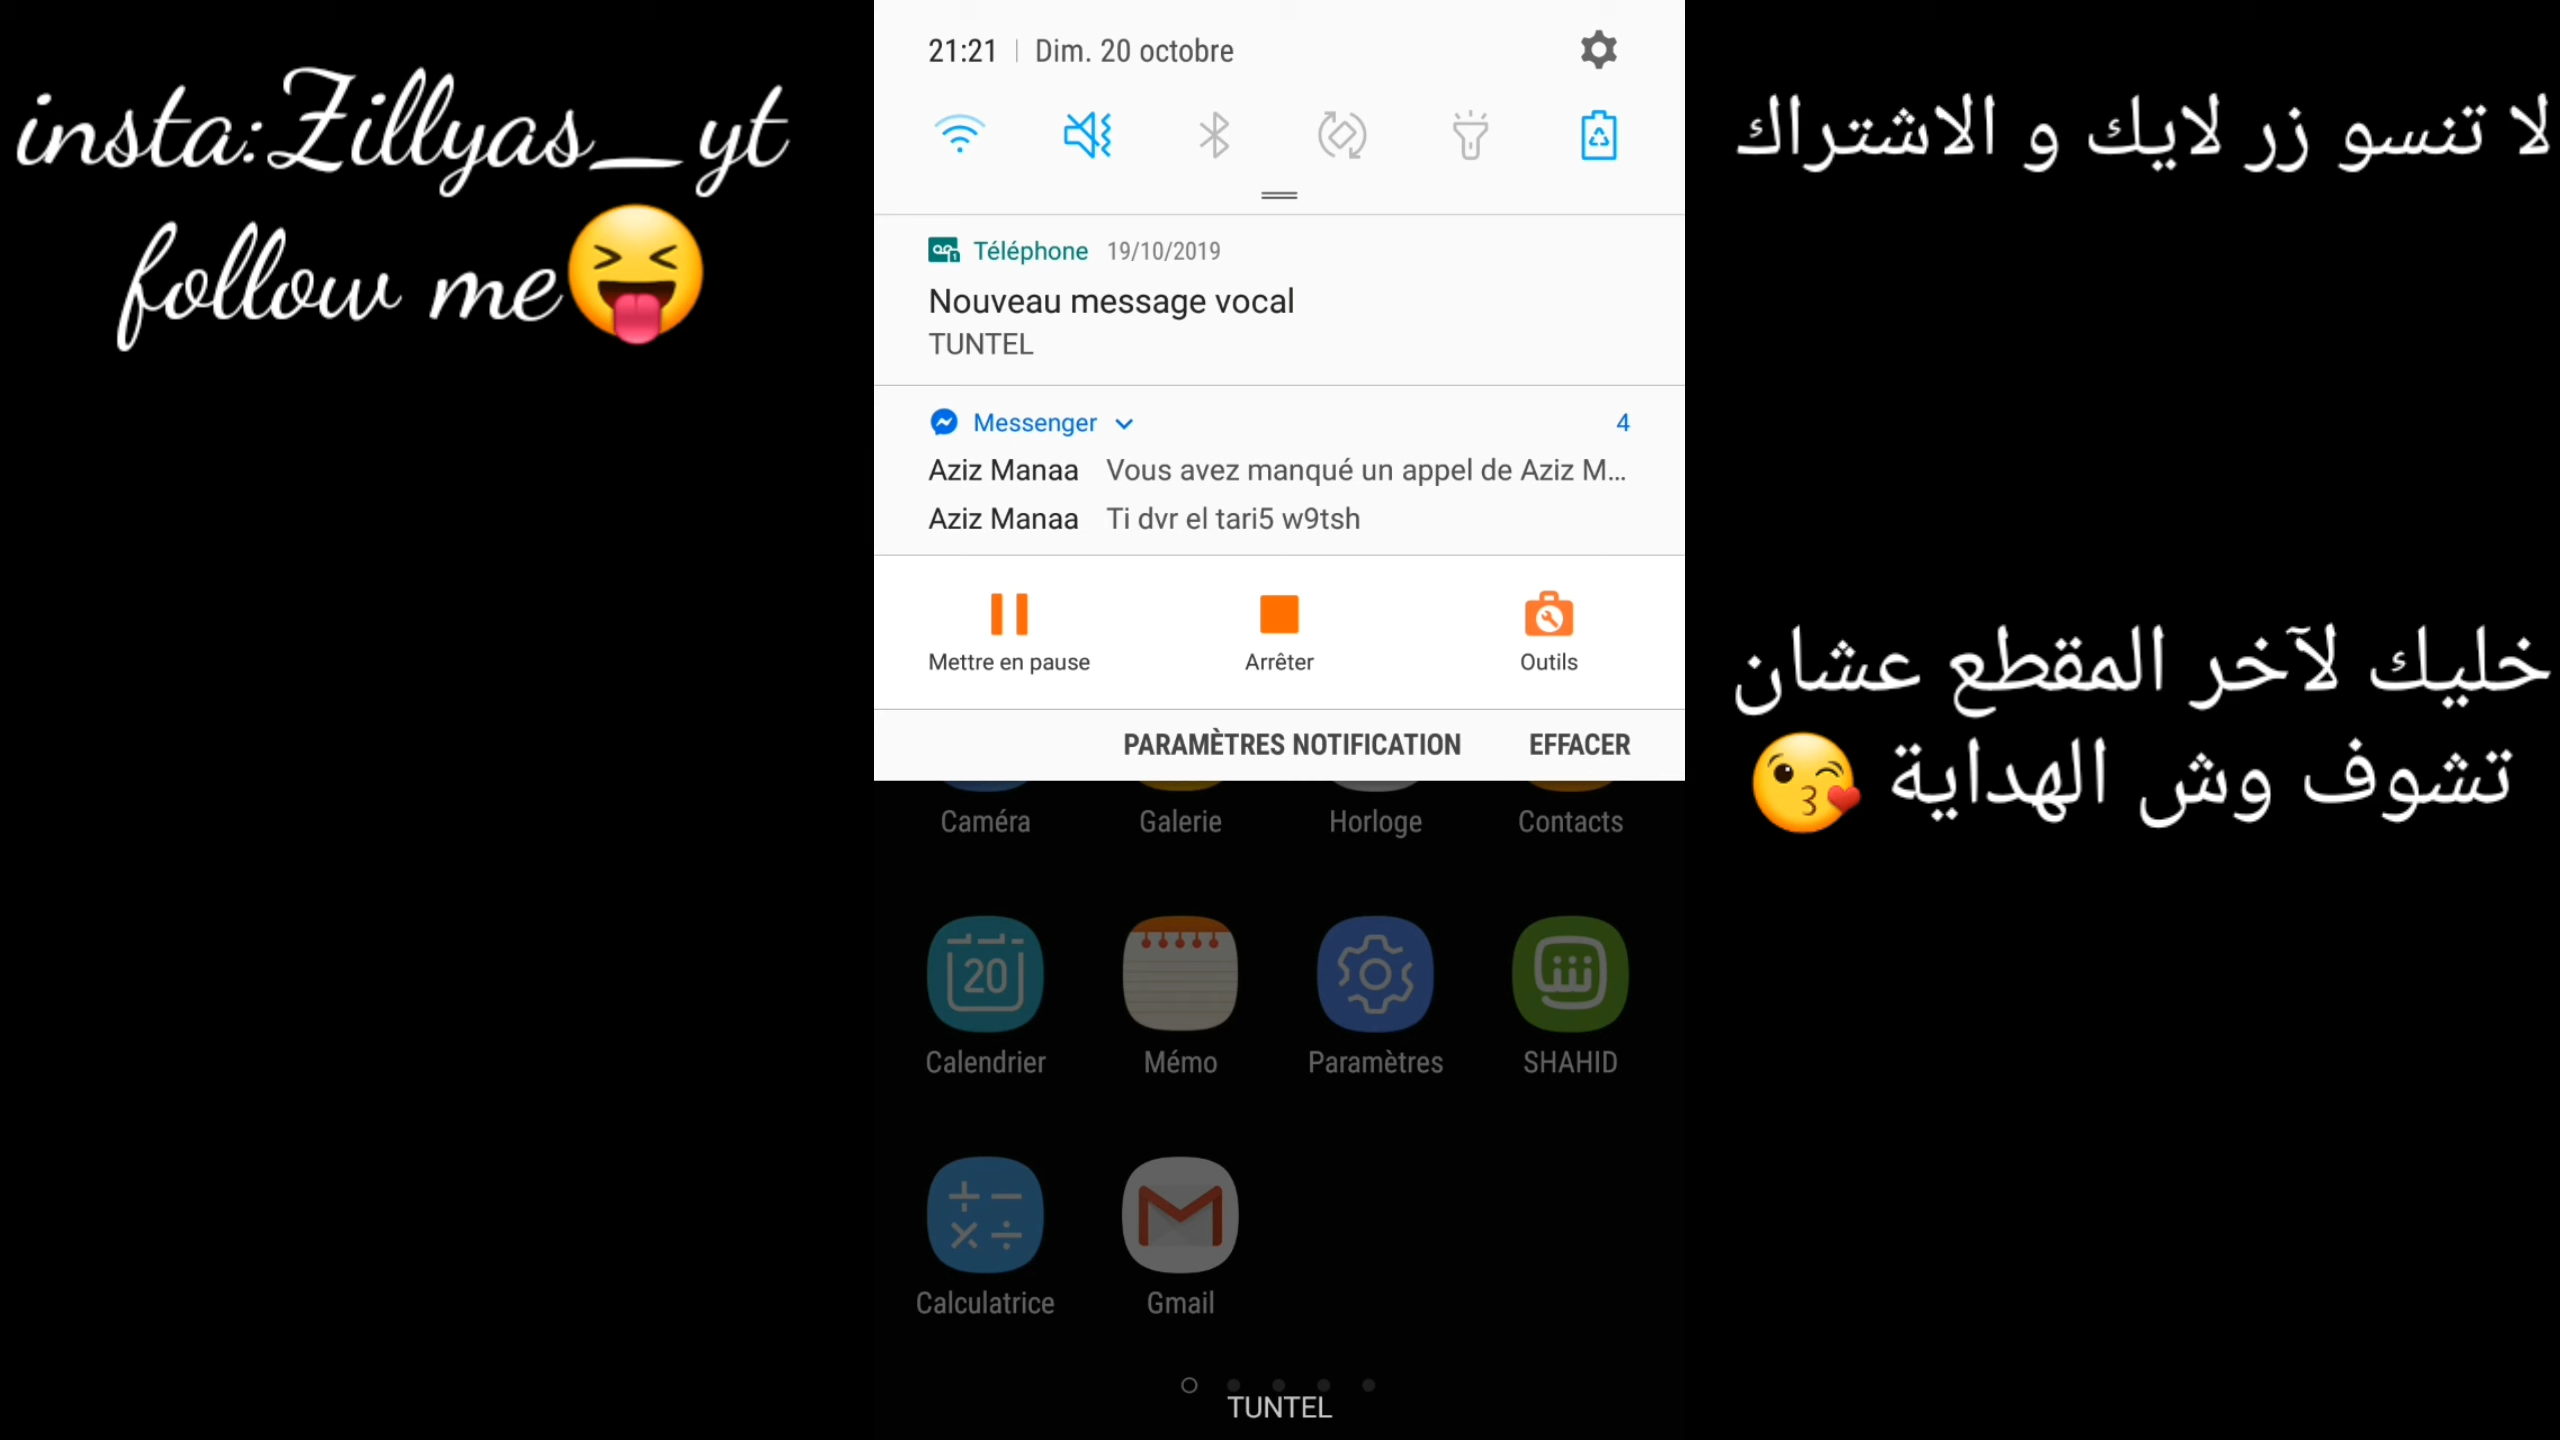 insta:Zillyas_yt
follow me😝
21:21 | Dim. 20 octobre
Téléphone 19/10/2019
Nouveau message vocal
TUNTEL
Messenger 4
Aziz Manaa Vous avez manqué un appel de Aziz M...
Aziz Manaa Ti dvr el tari5 w9tsh
Mettre en pause Arrêter Outils
PARAMÈTRES NOTIFICATION EFFACER
Caméra Galerie Horloge Contacts
20
Calendrier Mémo Paramètres SHAHID
Calculatrice Gmail
TUNTEL
لا تنسو زر لايك و الاشتراك
خليك لآخر المقطع عشان
تشوف وش الهداية 😘